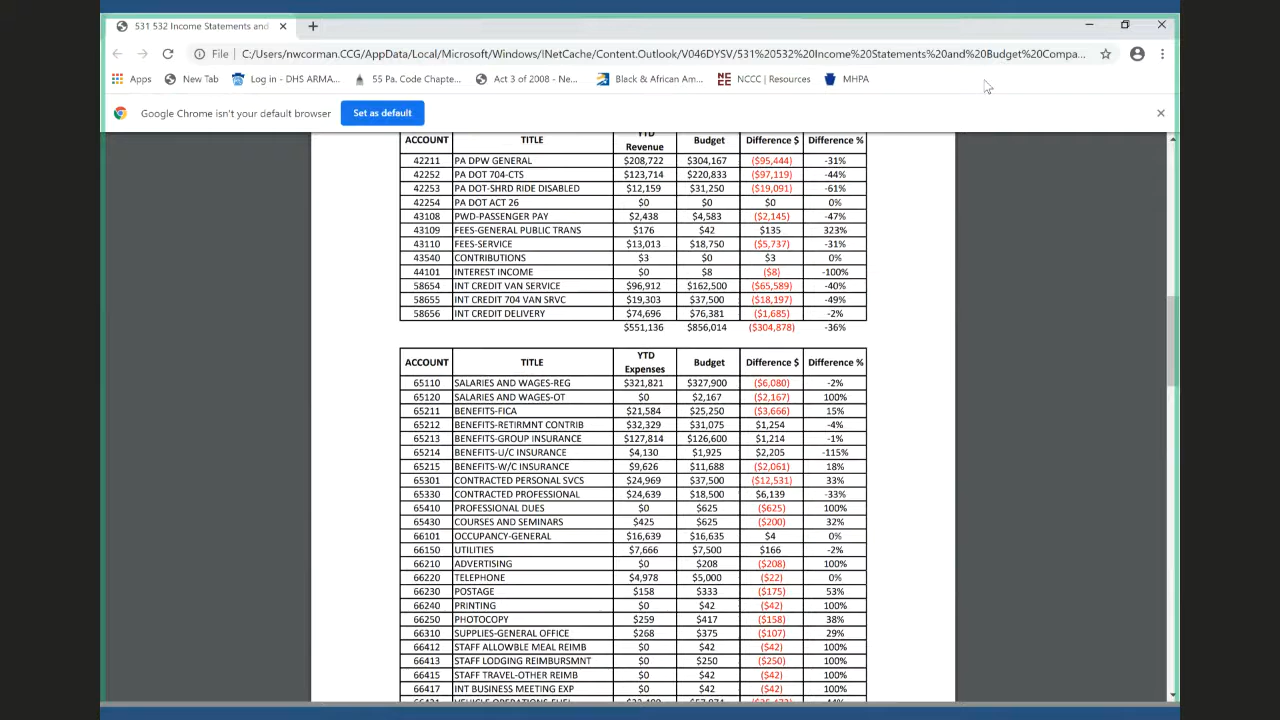 531 532 Income Statements and
File C:/Users/nwcorman.CCG/AppData/Local/Microsoft/Windows/INetCache/Content.Outlook/V046DYSV/531%20532%20Income%20Statements%20and%20Budget%20Compa...
Apps New Tab Log in - DHS ARMA... 55 Pa. Code Chapte... Act 3 of 2008 - Ne... Black & African Am... NCCC | Resources MHPA
Google Chrome isn't your default browser Set as default
ACCOUNT TITLE YTD Revenue Budget Difference $ Difference %
42211 PA DPW GENERAL $208,722 $304,167 ($95,444) -31%
42252 PA DOT 704-CTS $123,714 $220,833 ($97,119) -44%
42253 PA DOT-SHRD RIDE DISABLED $12,159 $31,250 ($19,091) -61%
42254 PA DOT ACT 26 $0 $0 $0 0%
43108 PWD-PASSENGER PAY $2,438 $4,583 ($2,145) -47%
43109 FEES-GENERAL PUBLIC TRANS $176 $42 $135 323%
43110 FEES-SERVICE $13,013 $18,750 ($5,737) -31%
43540 CONTRIBUTIONS $3 $0 $3 0%
44101 INTEREST INCOME $0 $8 ($8) -100%
58654 INT CREDIT VAN SERVICE $96,912 $162,500 ($65,589) -40%
58655 INT CREDIT 704 VAN SRVC $19,303 $37,500 ($18,197) -49%
58656 INT CREDIT DELIVERY $74,696 $76,381 ($1,685) -2%
$551,136 $856,014 ($304,878) -36%
ACCOUNT TITLE YTD Expenses Budget Difference $ Difference %
65110 SALARIES AND WAGES-REG $321,821 $327,900 ($6,080) -2%
65120 SALARIES AND WAGES-OT $0 $2,167 ($2,167) 100%
65211 BENEFITS-FICA $21,584 $25,250 ($3,666) 15%
65212 BENEFITS-RETIRMNT CONTRIB $32,329 $31,075 $1,254 -4%
65213 BENEFITS-GROUP INSURANCE $127,814 $126,600 $1,214 -1%
65214 BENEFITS-U/C INSURANCE $4,130 $1,925 $2,205 -115%
65215 BENEFITS-W/C INSURANCE $9,626 $11,688 ($2,061) 18%
65301 CONTRACTED PERSONAL SVCS $24,969 $37,500 ($12,531) 33%
65330 CONTRACTED PROFESSIONAL $24,639 $18,500 $6,139 -33%
65410 PROFESSIONAL DUES $0 $625 ($625) 100%
65430 COURSES AND SEMINARS $425 $625 ($200) 32%
66101 OCCUPANCY-GENERAL $16,639 $16,635 $4 0%
66150 UTILITIES $7,666 $7,500 $166 -2%
66210 ADVERTISING $0 $208 ($208) 100%
66220 TELEPHONE $4,978 $5,000 ($22) 0%
66230 POSTAGE $158 $333 ($175) 53%
66240 PRINTING $0 $42 ($42) 100%
66250 PHOTOCOPY $259 $417 ($158) 38%
66310 SUPPLIES-GENERAL OFFICE $268 $375 ($107) 29%
66412 STAFF ALLOWBLE MEAL REIMB $0 $42 ($42) 100%
66413 STAFF LODGING REIMBURSMNT $0 $250 ($250) 100%
66415 STAFF TRAVEL-OTHER REIMB $0 $42 ($42) 100%
66417 INT BUSINESS MEETING EXP $0 $42 ($42) 100%